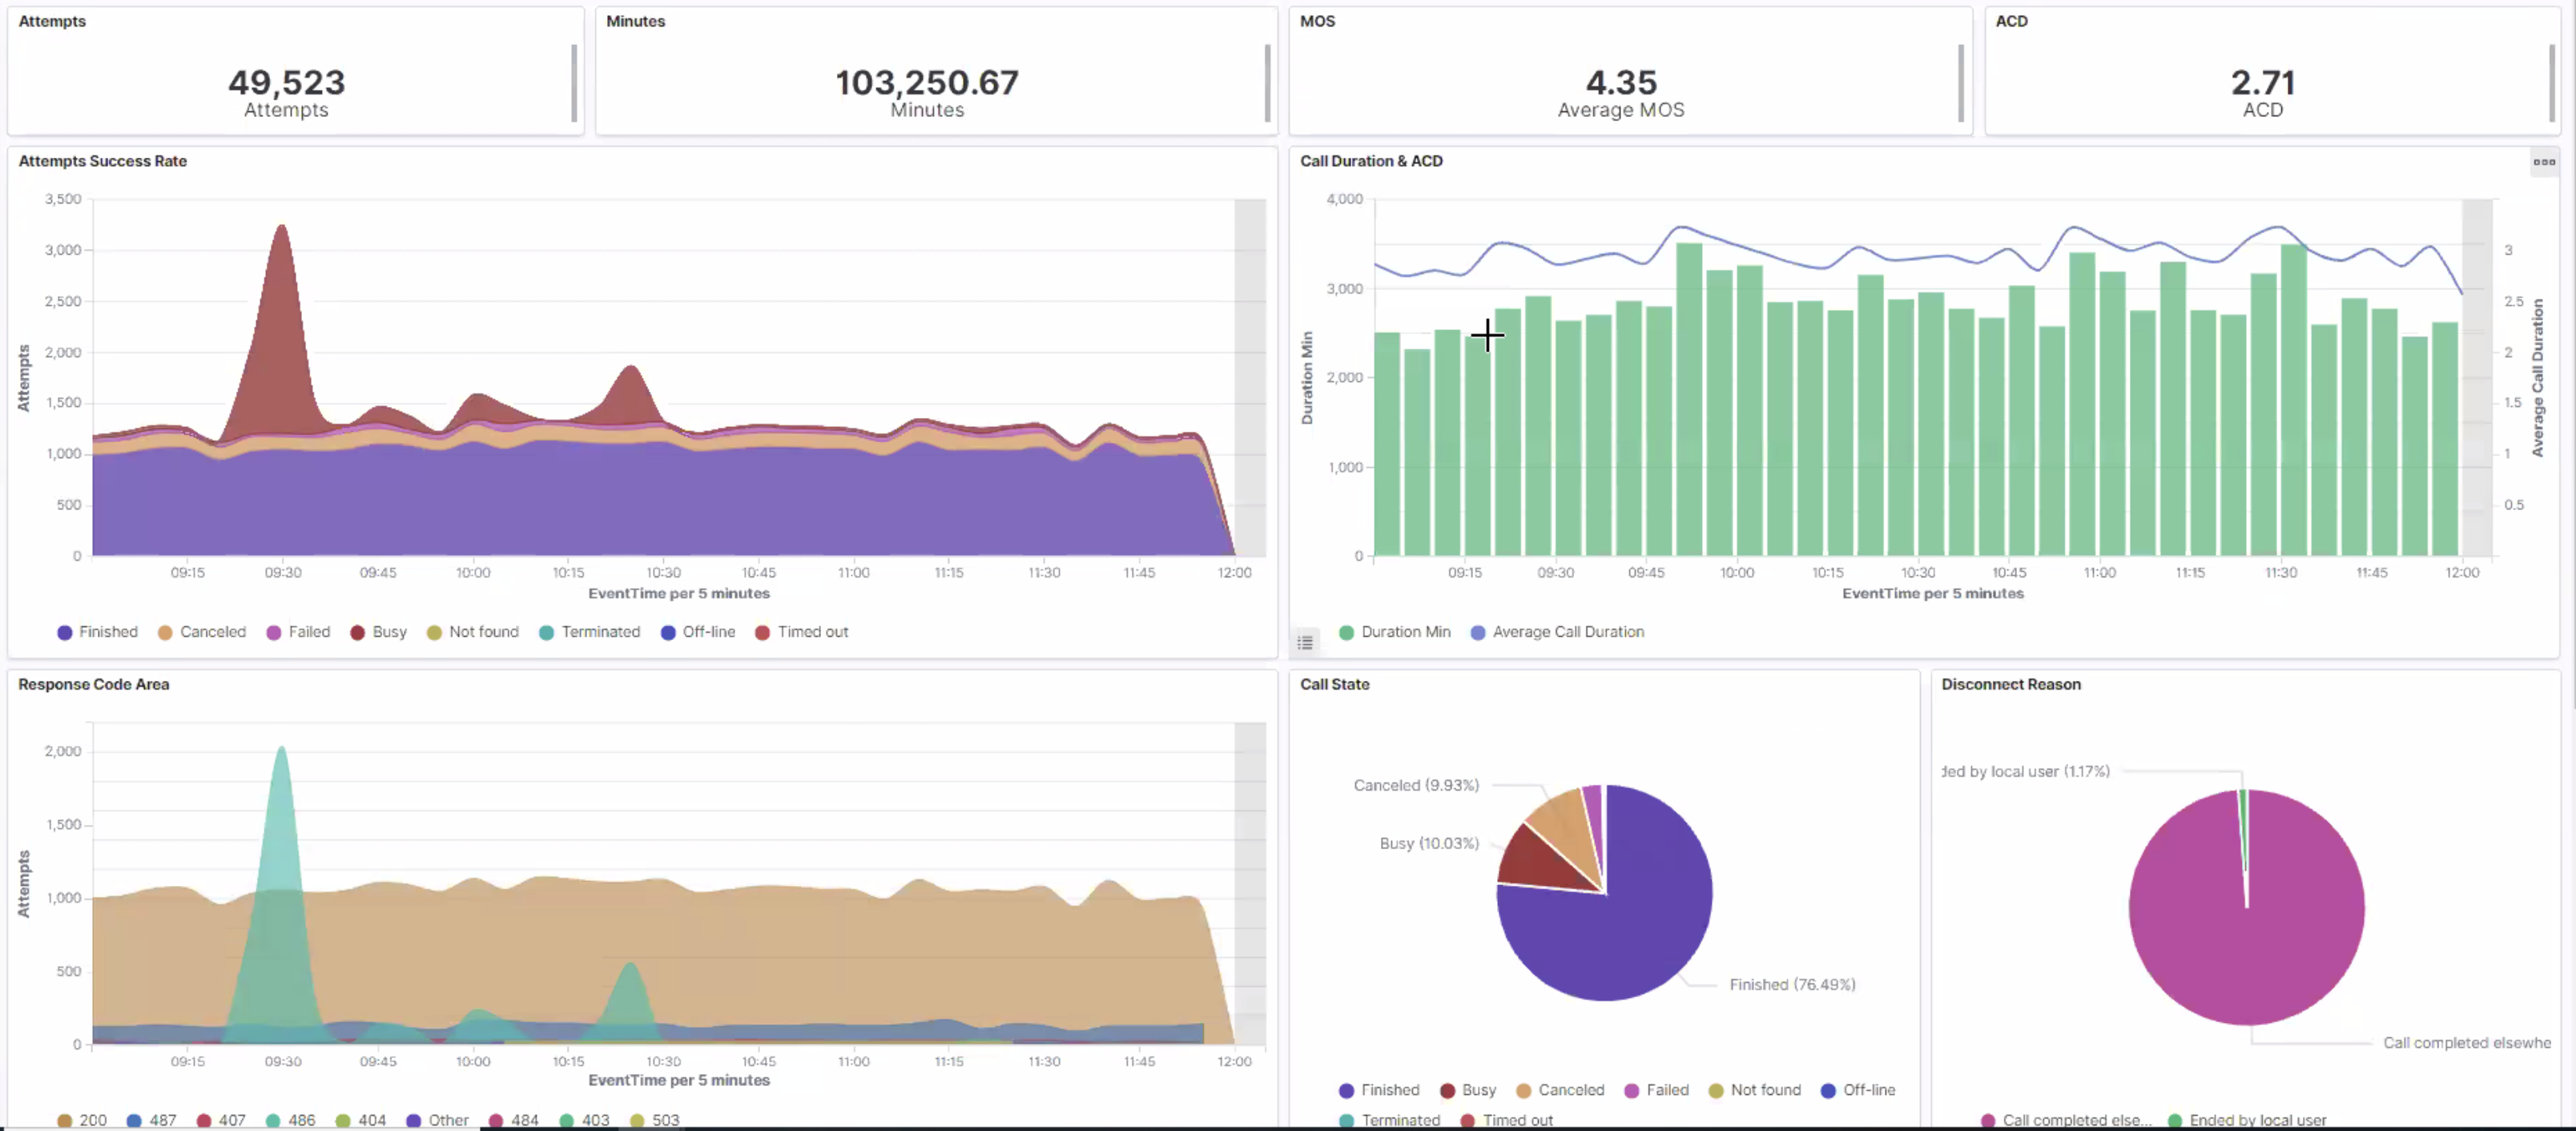 Attempts
49,523
Attempts
Minutes
103,250.67
Minutes
MOS
4.35
Average MOS
ACD
2.71
ACD
Attempts Success Rate
3,500
3,000
2,500
2,000
1,500
1,000
500
0
Attempts
09:15 09:30 09:45 10:00 10:15 10:30 10:45 11:00 11:15 11:30 11:45 12:00
EventTime per 5 minutes
Finished Canceled Failed Busy Not found Terminated Off-line Timed out
Call Duration & ACD
4,000
3,000
2,000
1,000
0
Duration Min
3
2.5
2
1.5
1
0.5
Average Call Duration
09:15 09:30 09:45 10:00 10:15 10:30 10:45 11:00 11:15 11:30 11:45 12:00
EventTime per 5 minutes
Duration Min Average Call Duration
Response Code Area
2,000
1,500
1,000
500
0
Attempts
09:15 09:30 09:45 10:00 10:15 10:30 10:45 11:00 11:15 11:30 11:45 12:00
EventTime per 5 minutes
200 487 407 486 404 Other 484 403 503
Call State
Canceled (9.93%)
Busy (10.03%)
Finished (76.49%)
Finished Busy Canceled Failed Not found Off-line
Terminated Timed out
Disconnect Reason
ded by local user (1.17%)
Call completed elsewhe
Call completed else... Ended by local user